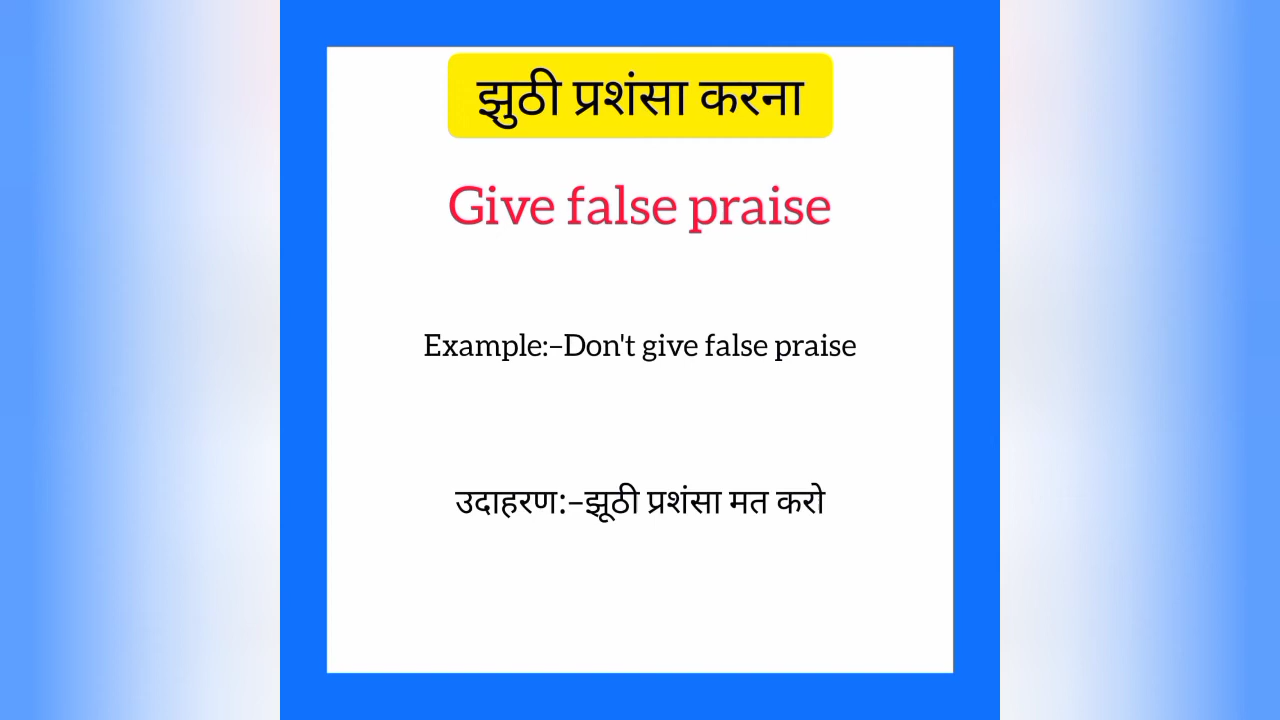 झुठी प्रशंसा करना
Give false praise
Example:–Don't give false praise
उदाहरण:–झूठी प्रशंसा मत करो